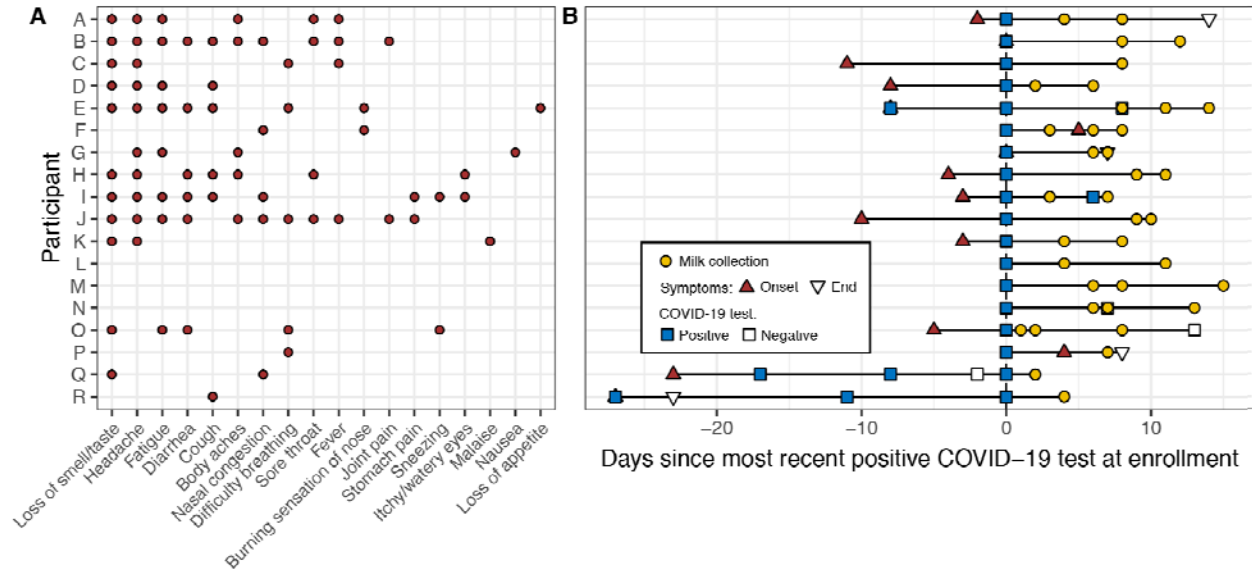 A
B
Participant
A
B
C
D
E
F
G
H
I
J
K
L
M
N
O
P
Q
R
Loss of smell/taste
Headache
Fatigue
Diarrhea
Cough
Body aches
Nasal congestion
Difficulty breathing
Sore throat
Fever
Burning sensation of nose
Joint pain
Stomach pain
Sneezing
Itchy/watery eyes
Malaise
Nausea
Loss of appetite
Milk collection
Symptoms: Onset End
COVID-19 test.
Positive Negative
−20 −10 0 10
Days since most recent positive COVID−19 test at enrollment